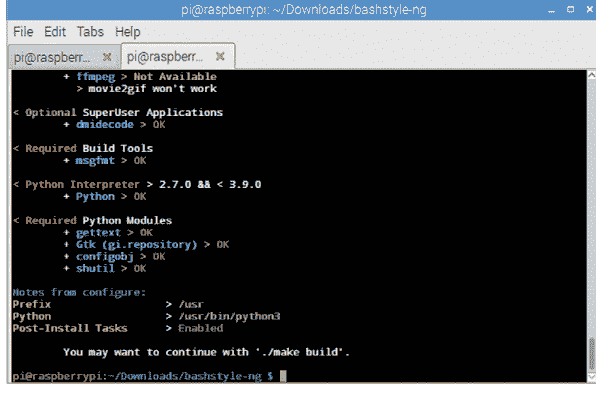 pi@raspberrypi: ~/Downloads/bashstyle-ng
File Edit Tabs Help
pi@raspberr... pi@raspberr...
+ ffmpeg > Not Available
> movie2gif won't work
< Optional SuperUser Applications
+ dmidecode > OK
< Required Build Tools
+ msgfmt > OK
< Python Interpreter > 2.7.0 && < 3.9.0
+ Python > OK
< Required Python Modules
+ gettext > OK
+ Gtk (gi.repository) > OK
+ configobj > OK
+ shutil > OK
Notes from configure:
Prefix > /usr
Python > /usr/bin/python3
Post-Install Tasks > Enabled
You may want to continue with './make build'.
pi@raspberrypi:~/Downloads/bashstyle-ng $